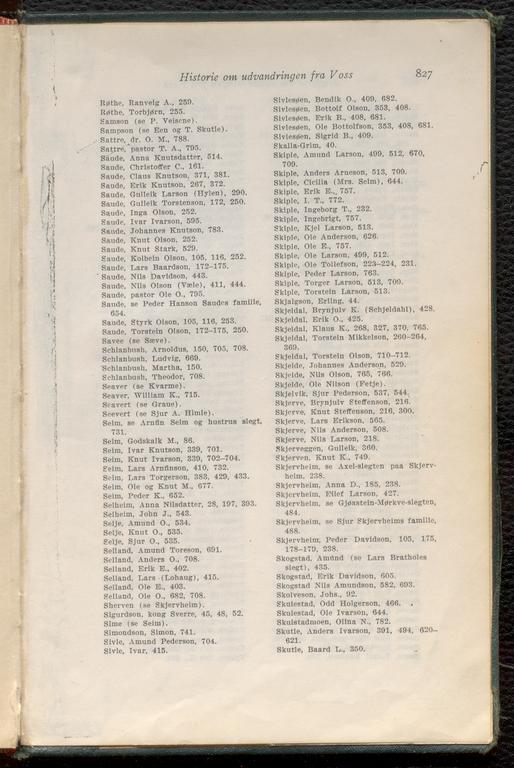 Historie om udvandringen fra Voss 827
Røthe, Ranveig A., 259.
Røthe, Torbjørn, 255.
Samson (se P. Veisene).
Sampson (se Een og T. Skutle).
Sattre, dr. O. M., 788.
Sattre, pastor T. A., 795.
Saude, Anna Knutsdatter, 514.
Saude, Christoffer C., 161.
Saude, Claus Knutson, 371, 381.
Saude, Erik Knutson, 267, 372.
Saude, Gulleik Larson (Hylen), 290.
Saude, Gulleik Torstenson, 172, 250.
Saude, Inga Olson, 252.
Saude, Ivar Ivarson, 595.
Saude, Johannes Knutson, 783.
Saude, Knut Olson, 252.
Saude, Knut Stark, 529.
Saude, Kolbein Olson, 105, 116, 252.
Saude, Lars Baardson, 172–175.
Saude, Nils Davidson, 443.
Saude, Nils Olson (Væle), 411, 444.
Saude, pastor Ole O., 795.
Saude, se Peder Hanson Saudes familie,
654.
Saude, Styrk Olson, 105, 116, 253.
Saude, Torstein Olson, 172–175, 250.
Savee (se Sæve).
Schlanbush, Arnoldus, 150, 705, 708.
Schlanbush, Ludvig, 669.
Schlanbush, Martha, 150.
Schlanbush, Theodor, 708.
Seaver (se Kvarme).
Seaver, William K., 715.
Seavert (se Graue).
Seevert (se Sjur A. Himle).
Seim, se Arnfin Seim og hustrus slegt,
731.
Seim, Godskalk M., 86.
Seim, Ivar Knutson, 339, 701.
Seim, Knut Ivarson, 339, 702–704.
Seim, Lars Arnfinson, 410, 732.
Seim, Lars Torgerson, 383, 429, 433.
Seim, Ole og Knut M., 677.
Seim, Peder K., 652.
Selheim, Anna Nilsdatter, 28, 197, 393.
Selheim, John J., 543.
Selje, Amund O., 534.
Selje, Knut O., 535.
Selje, Sjur O., 535.
Selland, Amund Toreson, 691.
Selland, Anders O., 708.
Selland, Erik E., 402.
Selland, Lars (Lohaug), 415.
Selland, Ole E., 403.
Selland, Ole O., 682, 708.
Sherven (se Skjervheim).
Sigurdson, kong Sverre, 45, 48, 52.
Sime (se Seim).
Simondson, Simon, 741.
Sivle, Amund Pederson, 704.
Sivle, Ivar, 415.
Sivlesøen, Bendik O., 409, 682.
Sivlesøen, Bottolf Olson, 353, 408.
Sivlesøen, Erik B., 408, 681.
Sivlesøen, Ole Bottolfson, 353, 408, 681.
Sivlesøen, Sigrid B., 409.
Skalla-Grim, 40.
Skiple, Amund Larson, 499, 512, 670,
709.
Skiple, Anders Arneson, 513, 709.
Skiple, Cicilia (Mrs. Seim), 644.
Skiple, Erik E., 757.
Skiple, I. T., 772.
Skiple, Ingeborg T., 232.
Skiple, Ingebrigt, 757.
Skiple, Kjel Larson, 513.
Skiple, Ole Anderson, 626.
Skiple, Ole E., 757.
Skiple, Ole Larson, 499, 512.
Skiple, Ole Tollefson, 223–224, 231.
Skiple, Peder Larson, 763.
Skiple, Torger Larson, 513, 709.
Skiple, Torstein Larson, 513.
Skjalgson, Erling, 44.
Skjeldal, Brynjulv K. (Schjeldahl), 428.
Skjeldal, Erik O., 425.
Skjeldal, Klaus K., 268, 327, 370, 765.
Skjeldal, Torstein Mikkelson, 260–264,
369.
Skjeldal, Torstein Olson, 710–712.
Skjelde, Johannes Anderson, 529.
Skjelde, Nils Olson, 765, 766.
Skjelde, Ole Nilson (Fetje).
Skjelvik, Sjur Pederson, 537, 544.
Skjerve, Brynjulv Steffenson, 216.
Skjerve, Knut Steffenson, 216, 300.
Skjerve, Lars Erikson, 565.
Skjerve, Nils Anderson, 508.
Skjerve, Nils Larson, 218.
Skjerveggen, Gulleik, 360.
Skjerven, Knut K., 749.
Skjervheim, se Axel-slegten paa Skjerv-
heim, 238.
Skjervheim, Anna D., 185, 238.
Skjervheim, Eilef Larson, 427.
Skjervheim, se Gjøastein-Mørkve-slegten,
484.
Skjervheim, se Sjur Skjervheims familie,
488.
Skjervheim, Peder Davidson, 105, 175,
178–179, 238.
Skogstad, Amund (se Lars Bratholes
slegt), 435.
Skogstad, Erik Davidson, 605.
Skogstad Nils Amundson, 582, 693.
Skolveson, Johs., 92.
Skulestad, Odd Holgerson, 466.
Skulestad, Ole Ivarson, 644.
Skulstadmoen, Olina N., 782.
Skutle, Anders Ivarson, 391, 494, 620–
621.
Skutle, Baard L., 350.